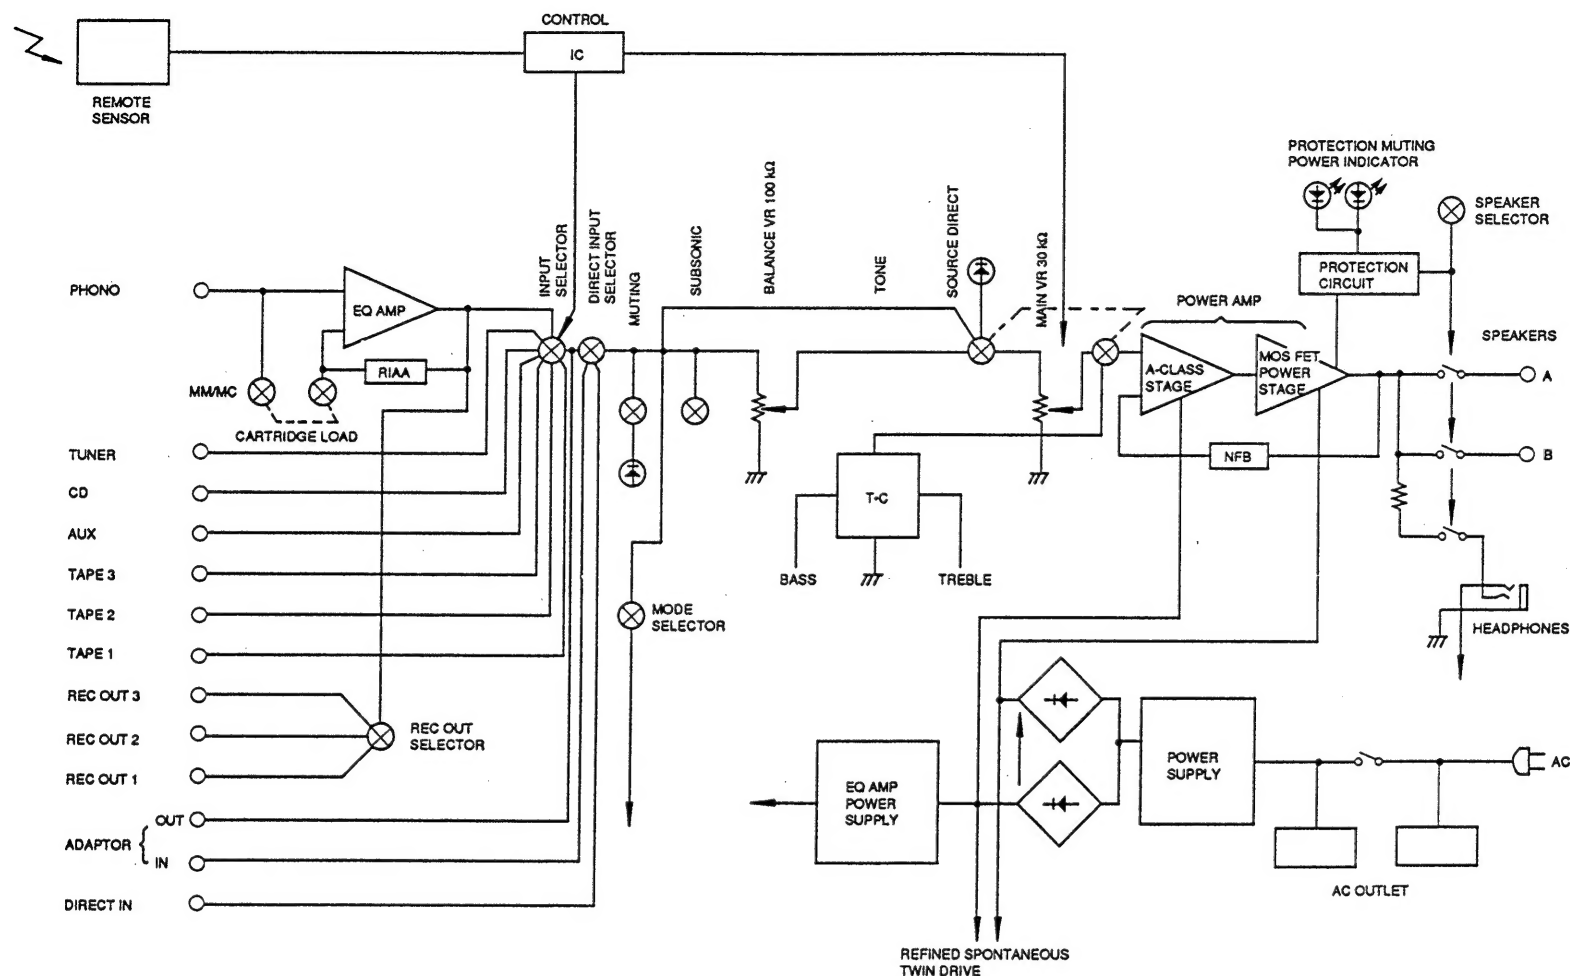 CONTROL
IC
REMOTE
SENSOR
PROTECTION MUTING
POWER INDICATOR
SPEAKER
SELECTOR
PROTECTION
CIRCUIT
INPUT
SELECTOR
DIRECT INPUT
SELECTOR
MUTING
SUBSONIC
BALANCE VR 100 kΩ
TONE
SOURCE DIRECT
MAIN VR 30 kΩ
POWER AMP
PHONO
EQ AMP
RIAA
MM/MC
CARTRIDGE LOAD
A-CLASS
STAGE
MOS FET
POWER
STAGE
SPEAKERS
A
B
NFB
TUNER
CD
AUX
TAPE 3
TAPE 2
TAPE 1
REC OUT 3
REC OUT 2
REC OUT 1
REC OUT
SELECTOR
T-C
BASS
TREBLE
MODE
SELECTOR
HEADPHONES
ADAPTOR
OUT
IN
DIRECT IN
EQ AMP
POWER
SUPPLY
POWER
SUPPLY
AC
AC OUTLET
REFINED SPONTANEOUS
TWIN DRIVE